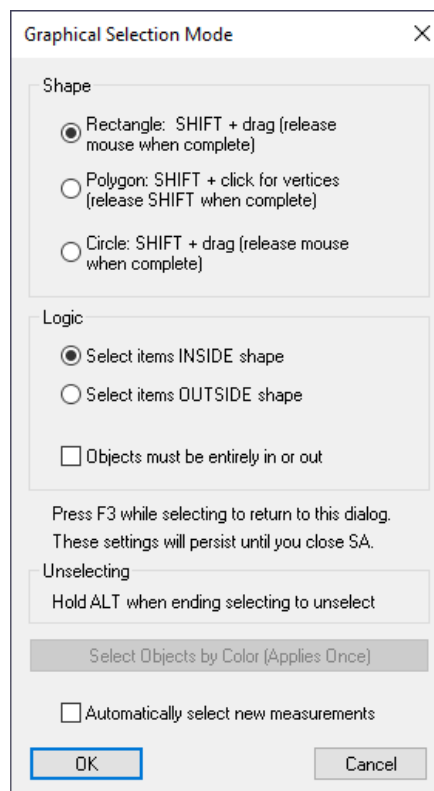 Graphical Selection Mode
Shape
Rectangle:  SHIFT + drag (release
mouse when complete)
Polygon: SHIFT + click for vertices
(release SHIFT when complete)
Circle: SHIFT + drag (release mouse
when complete)
Logic
Select items INSIDE shape
Select items OUTSIDE shape
Objects must be entirely in or out
Press F3 while selecting to return to this dialog.
These settings will persist until you close SA.
Unselecting
Hold ALT when ending selecting to unselect
Select Objects by Color (Applies Once)
Automatically select new measurements
OK
Cancel